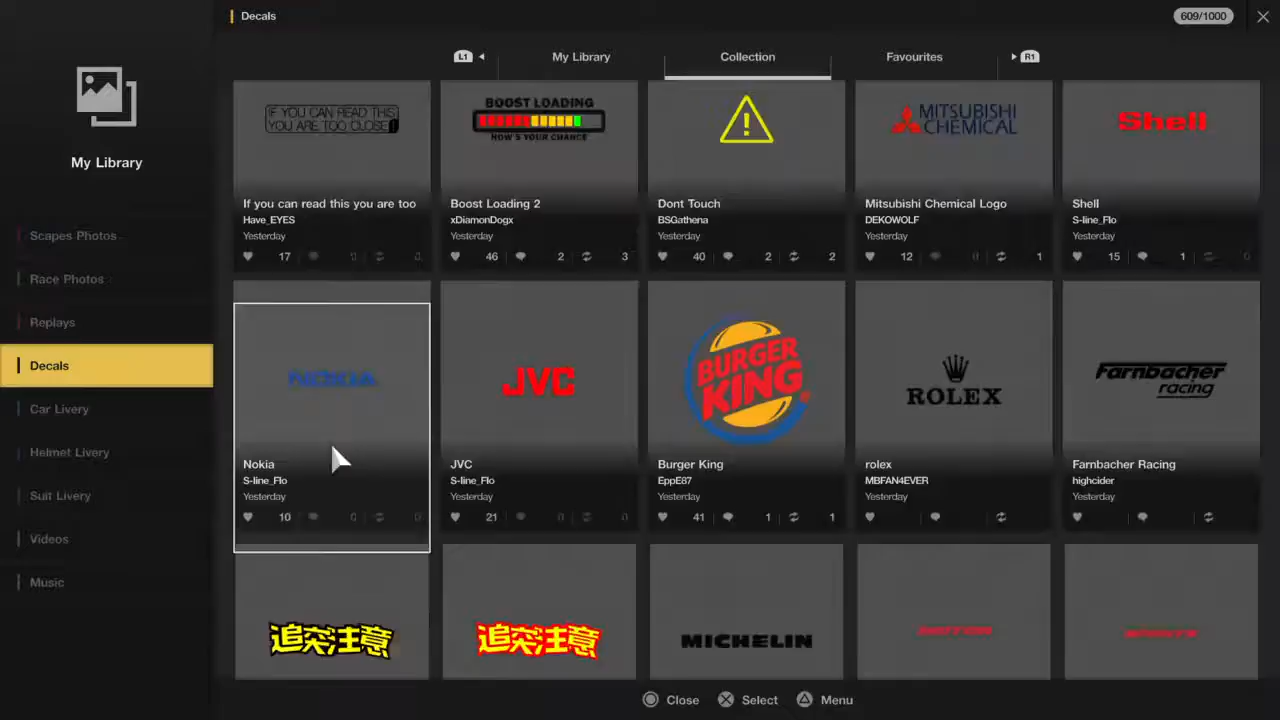 Decals
609/1000
My Library
L1
My Library
Collection
Favourites
R1
Scapes Photos
Race Photos
Replays
Decals
Car Livery
Helmet Livery
Suit Livery
Videos
Music
IF YOU CAN READ THIS
YOU ARE TOO CLOSE
If you can read this you are too
Have_EYES
Yesterday
17 0 0
BOOST LOADING
HOW'S YOUR CHANCE
Boost Loading 2
xDiamonDogx
Yesterday
46 2 3
!
Dont Touch
BSGathena
Yesterday
40 2 2
MITSUBISHI
CHEMICAL
Mitsubishi Chemical Logo
DEKOWOLF
Yesterday
12 0 1
Shell
Shell
S-line_Flo
Yesterday
15 1 0
NOKIA
Nokia
S-line_Flo
Yesterday
10 0 0
JVC
JVC
S-line_Flo
Yesterday
21 0 0
BURGER
KING
Burger King
EppE87
Yesterday
41 1 1
ROLEX
rolex
MBFAN4EVER
Yesterday
Farnbacher
racing
Farnbacher Racing
highcider
Yesterday
追突注意
追突注意
MICHELIN
Close
Select
Menu